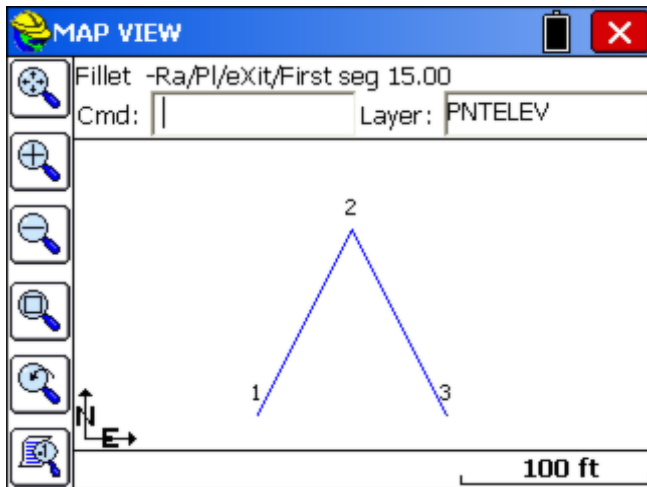 MAP VIEW
Fillet -Ra/Pl/eXit/First seg 15.00
Cmd: Layer: PNTELEV
2
1 3
N
E
100 ft